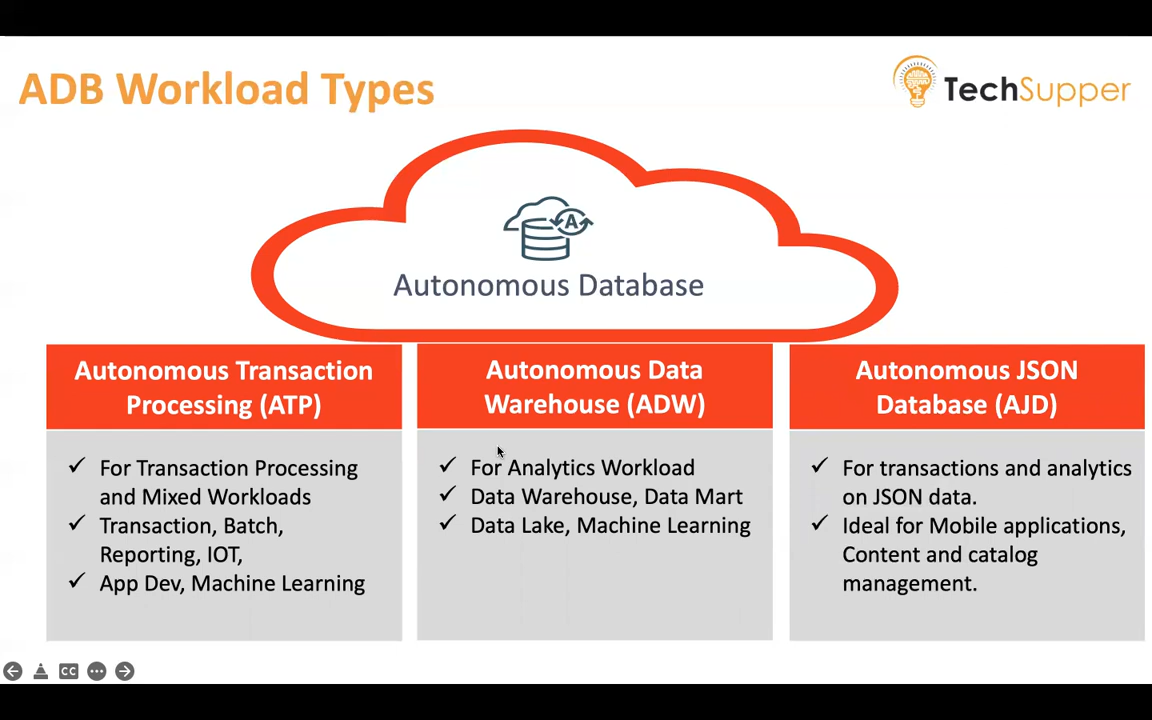 ADB Workload Types
TechSupper
A
Autonomous Database
Autonomous Transaction
Processing (ATP)
✓ For Transaction Processing
and Mixed Workloads
✓ Transaction, Batch,
Reporting, IOT,
✓ App Dev, Machine Learning
Autonomous Data
Warehouse (ADW)
✓ For Analytics Workload
✓ Data Warehouse, Data Mart
✓ Data Lake, Machine Learning
Autonomous JSON
Database (AJD)
✓ For transactions and analytics
on JSON data.
✓ Ideal for Mobile applications,
Content and catalog
management.
CC